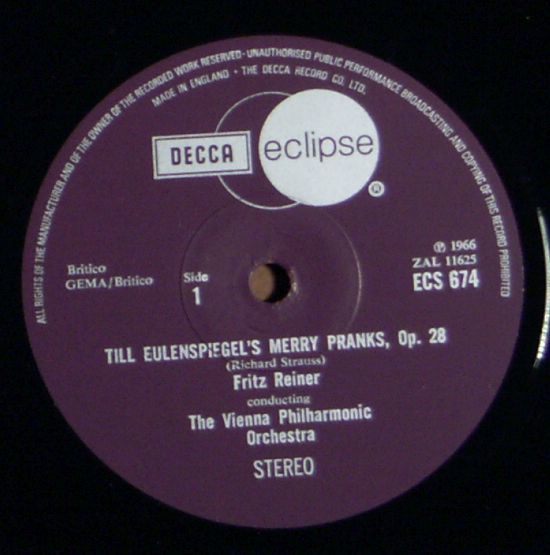 ALL RIGHTS OF THE MANUFACTURER AND OF THE OWNER OF THE RECORDED WORK RESERVED · UNAUTHORISED PUBLIC PERFORMANCE BROADCASTING AND COPYING OF THIS RECORD PROHIBITED
MADE IN ENGLAND · THE DECCA RECORD CO. LTD.
DECCA
eclipse
®
Britico
GEMA/Britico
Side
1
℗ 1966
ZAL 11625
ECS 674
TILL EULENSPIEGEL'S MERRY PRANKS, Op. 28
(Richard Strauss)
Fritz Reiner
conducting
The Vienna Philharmonic
Orchestra
STEREO